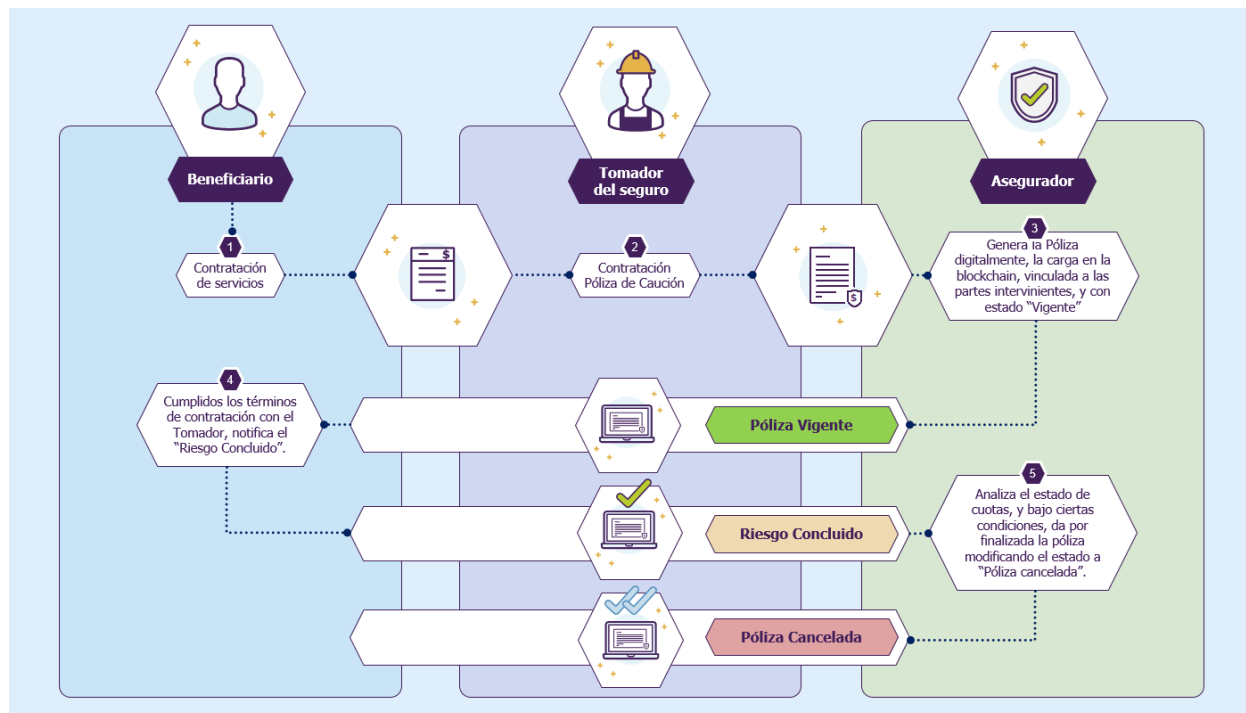 Beneficiario
Tomador
del seguro
Asegurador
1
Contratación
de servicios
$
2
Contratación
Póliza de Caución
$
3
Genera la Póliza
digitalmente, la carga en la
blockchain, vinculada a las
partes intervinientes, y con
estado “Vigente”
4
Cumplidos los términos
de contratación con el
Tomador, notifica el
“Riesgo Concluido”.
Póliza Vigente
5
Analiza el estado de
cuotas, y bajo ciertas
condiciones, da por
finalizada la póliza
modificando el estado a
“Póliza cancelada”.
Riesgo Concluido
Póliza Cancelada